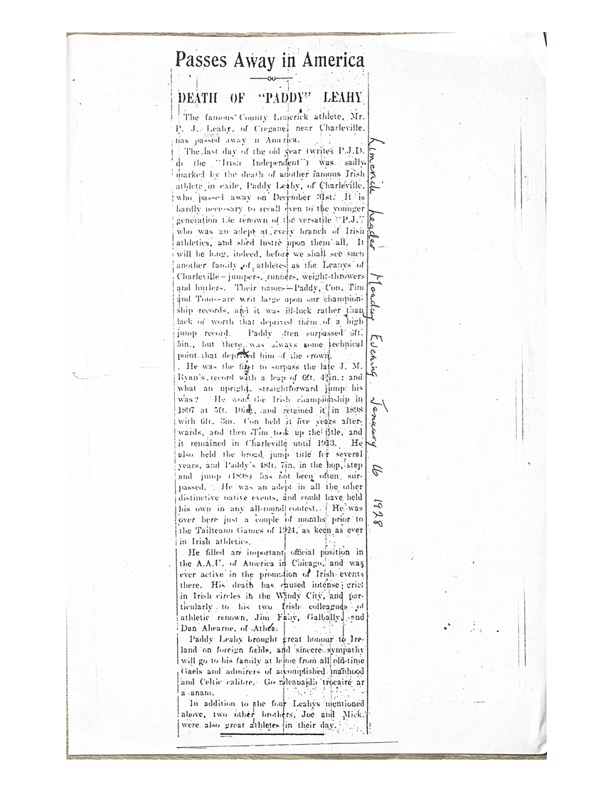 Passes Away in America
DEATH OF "PADDY" LEAHY
The famous County Limerick athlete, Mr.
P. J. Leahy, of Cregane, near Charleville,
has passed away in America.
The last day of the old year (writes P.J.D.
in the "Irish Independent") was sadly
marked by the death of another famous Irish
athlete in exile, Paddy Leahy, of Charleville,
who passed away on December 31st. It is
hardly necessary to recall even to the younger
generation the renown of the versatile "P.J."
who was an adept at every branch of Irish
athletics, and shed lustre upon them all. It
will be long, indeed, before we shall see such
another family of athletes as the Leahys of
Charleville—jumpers, runners, weight-throwers
and hurlers. Their names—Paddy, Con, Tim
and Tom—are writ large upon our champion-
ship records, and it was ill-luck rather than
lack of worth that deprived them of a high
jump record. Paddy often surpassed 6ft.
5in., but there was always some technical
point that deprived him of the crown.
He was the first to surpass the late J. M.
Ryan's record with a leap of 6ft. and
what an upright, straightforward jump his
was? He won the Irish championship in
1897 at 5ft. and retained it in 1898
with 6ft. 3in. Con held it five years after-
wards, and then Tim took up the title, and
it remained in Charleville until 1913. He
also held the broad jump title for several
years, and Paddy's 48ft. 7in. in the hop, step
and jump (1898) has not been often sur-
passed. He was an adept in all the other
distinctive native events, and could have held
his own in any all-round contest. He was
over here just a couple of months prior to
the Tailteann Games of 1924, as keen as ever
in Irish athletics.
He filled an important official position in
the A.A.U. of America in Chicago, and was
ever active in the promotion of Irish events
there. His death has caused intense grief
in Irish circles in the Windy City, and par-
ticularly to his two Irish colleagues of
athletic renown, Jim Fahy, Galbally, and
Dan Ahearne, of Athea.
Paddy Leahy brought great honour to Ire-
land on foreign fields, and sincere sympathy
will go to his family at home from all old-time
Gaels and admirers of accomplished manhood
and Celtic calibre. Go trocaire ar
a anam.
In addition to the four Leahys mentioned
above, two other brothers, Joe and Mick,
were also great athletes in their day.
Limerick Leader Monday Evening January 16 1928